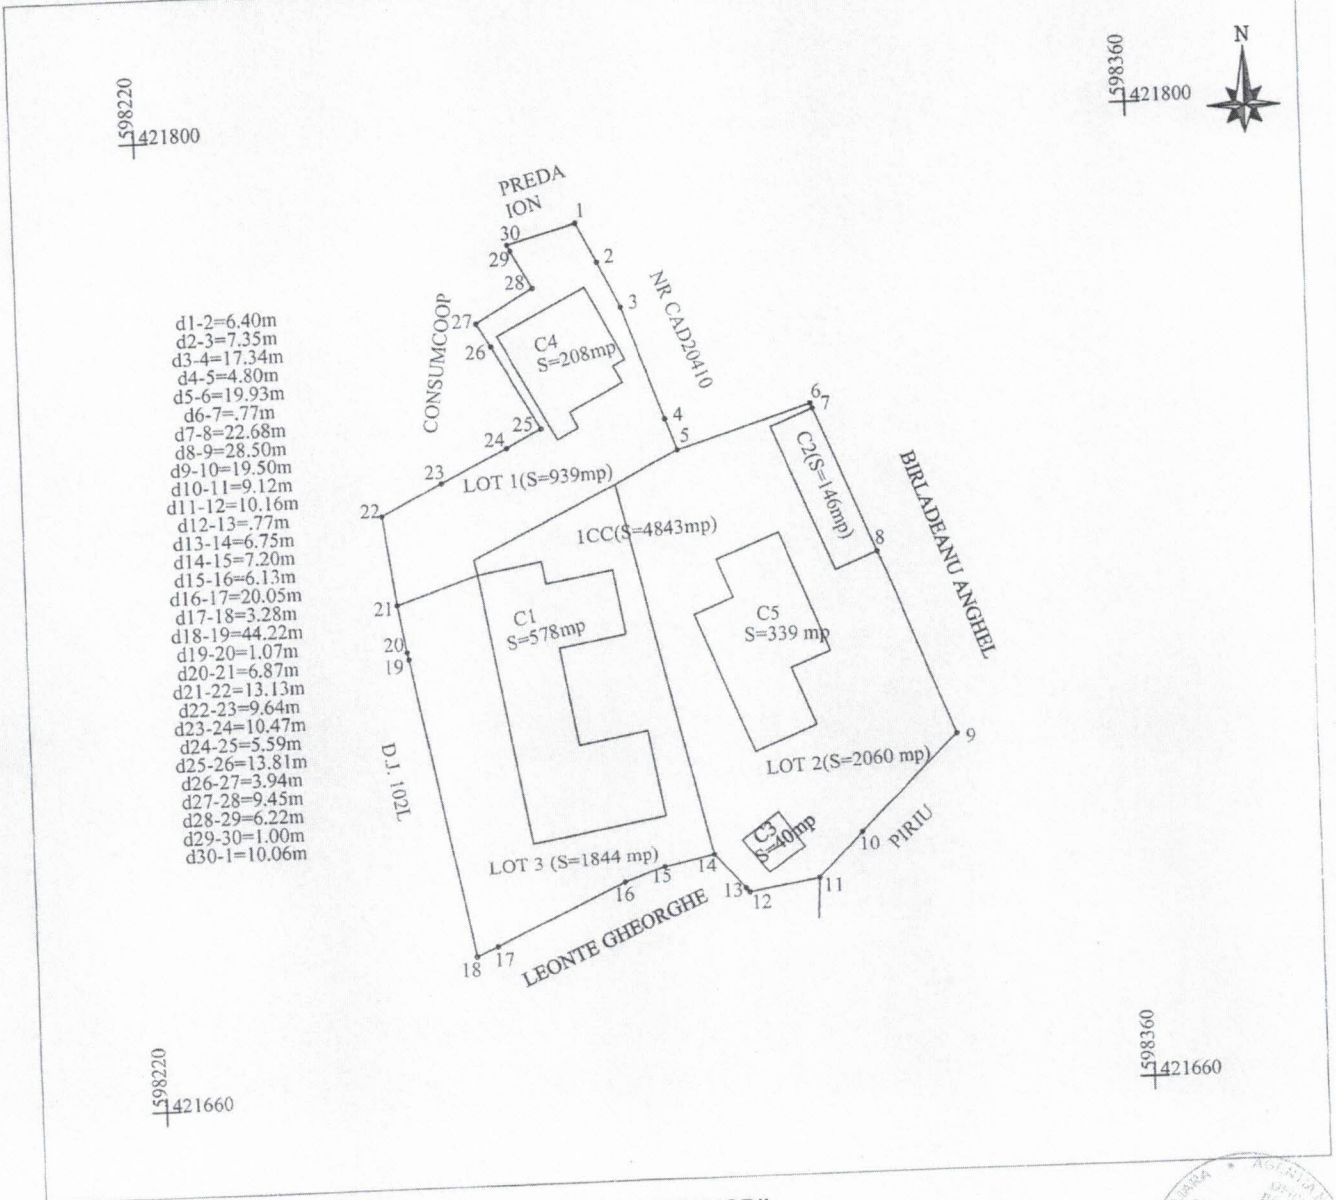 N
598220
421800
598360
421800
PREDA
ION
1
30
29
2
28
3
27
26
CONSUMCOOP
NR CAD20410
C4
S=208mp
d1-2=6.40m
d2-3=7.35m
d3-4=17.34m
d4-5=4.80m
d5-6=19.93m
d6-7=.77m
d7-8=22.68m
d8-9=28.50m
d9-10=19.50m
d10-11=9.12m
d11-12=10.16m
d12-13=.77m
d13-14=6.75m
d14-15=7.20m
d15-16=6.13m
d16-17=20.05m
d17-18=3.28m
d18-19=44.22m
d19-20=1.07m
d20-21=6.87m
d21-22=13.13m
d22-23=9.64m
d23-24=10.47m
d24-25=5.59m
d25-26=13.81m
d26-27=3.94m
d27-28=9.45m
d28-29=6.22m
d29-30=1.00m
d30-1=10.06m
6
7
4
25
5
24
23
LOT 1(S=939mp)
22
C2(S=146mp)
BIRLADEANU ANGHEL
1CC(S=4843mp)
8
21
C1
S=578mp
C5
S=339 mp
20
19
D.J. 102L
9
LOT 2(S=2060 mp)
C3
S=40mp
10
PIRIU
LOT 3 (S=1844 mp)
14
15
16
13
12
11
LEONTE GHEORGHE
17
18
598220
421660
598360
421660